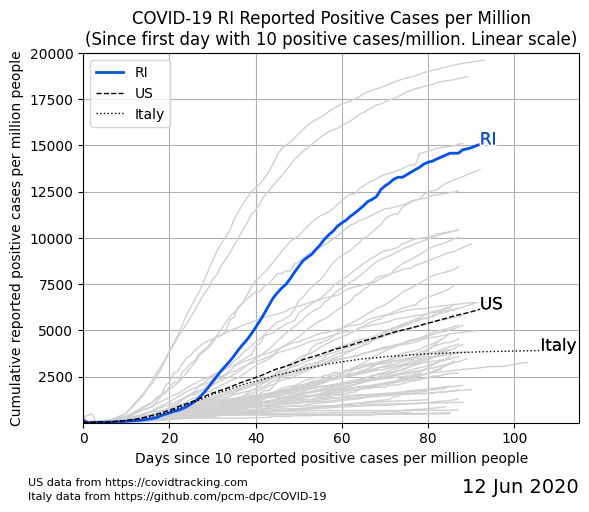 COVID-19 RI Reported Positive Cases per Million
(Since first day with 10 positive cases/million. Linear scale)
Cumulative reported positive cases per million people
20000
17500
15000
12500
10000
7500
5000
2500
RI
US
Italy
RI
US
Italy
0
20
40
60
80
100
Days since 10 reported positive cases per million people
US data from https://covidtracking.com
Italy data from https://github.com/pcm-dpc/COVID-19
12 Jun 2020